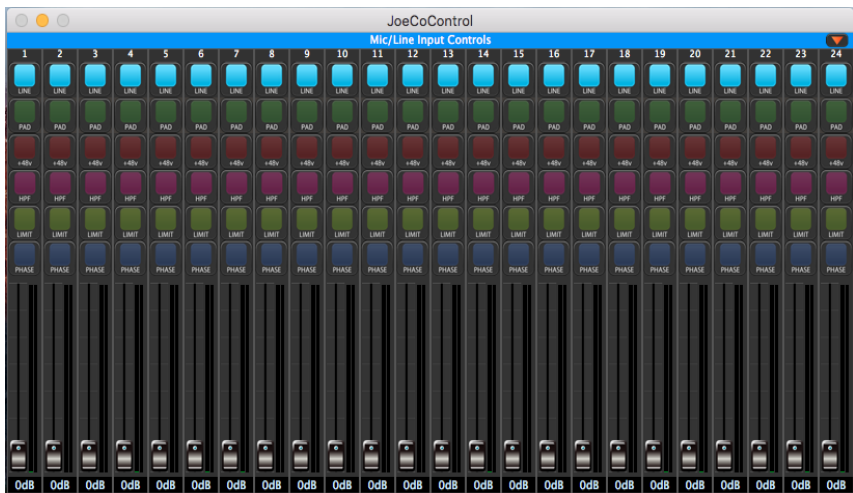 JoeCoControl
Mic/Line Input Controls
1 2 3 4 5 6 7 8 9 10 11 12 13 14 15 16 17 18 19 20 21 22 23 24
LINE LINE LINE LINE LINE LINE LINE LINE LINE LINE LINE LINE LINE LINE LINE LINE LINE LINE LINE LINE LINE LINE LINE LINE
PAD PAD PAD PAD PAD PAD PAD PAD PAD PAD PAD PAD PAD PAD PAD PAD PAD PAD PAD PAD PAD PAD PAD PAD
+48v +48v +48v +48v +48v +48v +48v +48v +48v +48v +48v +48v +48v +48v +48v +48v +48v +48v +48v +48v +48v +48v +48v +48v
HPF HPF HPF HPF HPF HPF HPF HPF HPF HPF HPF HPF HPF HPF HPF HPF HPF HPF HPF HPF HPF HPF HPF HPF
LIMIT LIMIT LIMIT LIMIT LIMIT LIMIT LIMIT LIMIT LIMIT LIMIT LIMIT LIMIT LIMIT LIMIT LIMIT LIMIT LIMIT LIMIT LIMIT LIMIT LIMIT LIMIT LIMIT LIMIT
PHASE PHASE PHASE PHASE PHASE PHASE PHASE PHASE PHASE PHASE PHASE PHASE PHASE PHASE PHASE PHASE PHASE PHASE PHASE PHASE PHASE PHASE PHASE PHASE
0dB 0dB 0dB 0dB 0dB 0dB 0dB 0dB 0dB 0dB 0dB 0dB 0dB 0dB 0dB 0dB 0dB 0dB 0dB 0dB 0dB 0dB 0dB 0dB